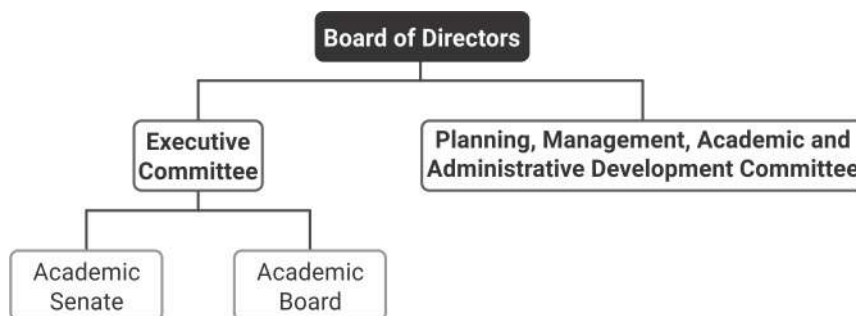 Board of Directors
Executive
Committee
Planning, Management, Academic and
Administrative Development Committee
Academic
Senate
Academic
Board